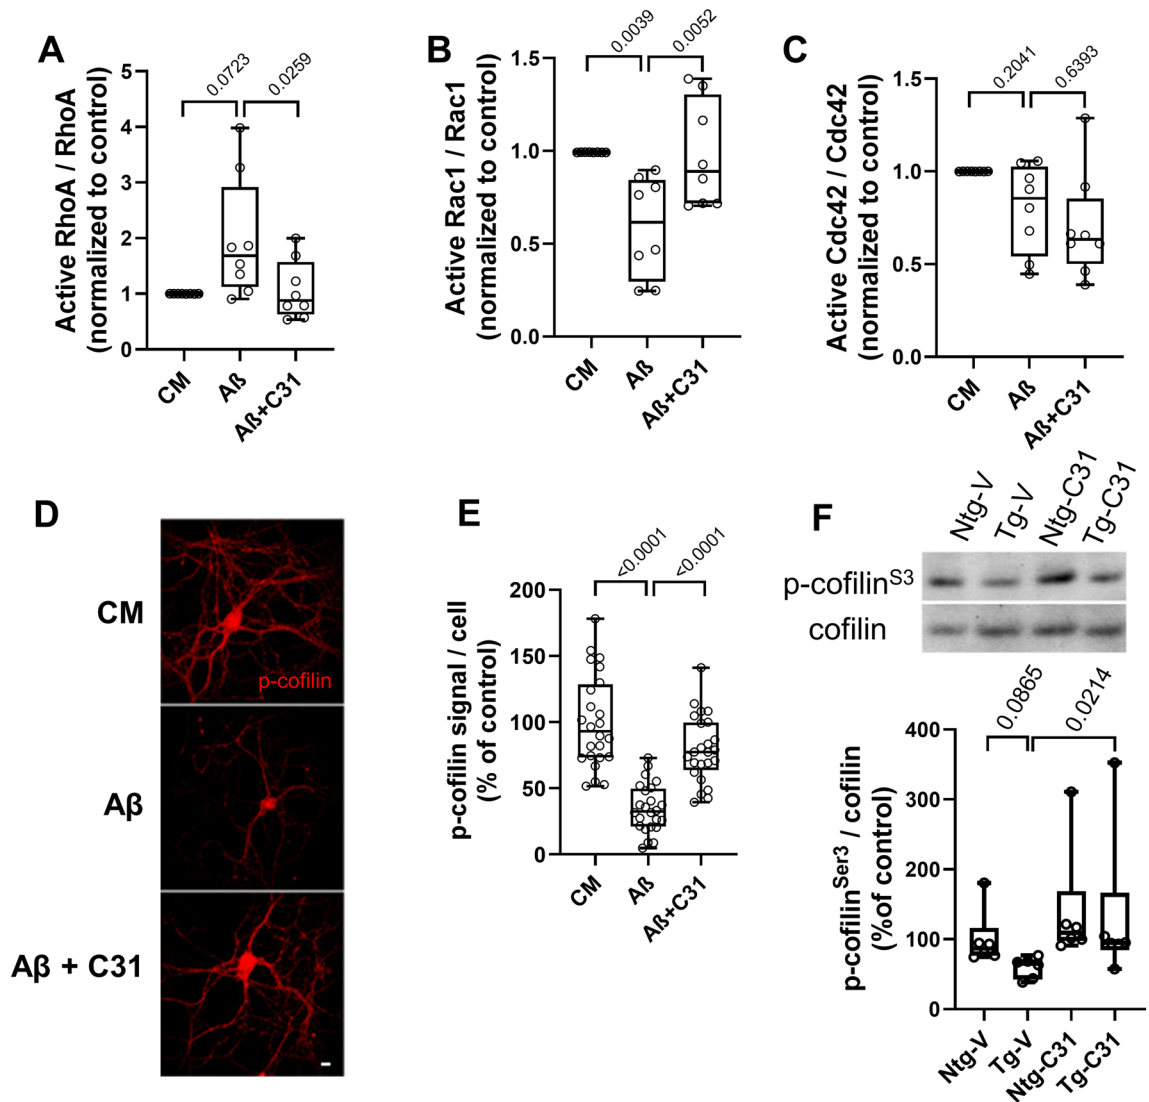 A
0.0723
0.0259
Active RhoA / RhoA
(normalized to control)
5
4
3
2
1
0
CM
Aß
Aß+C31
B
0.0039
0.0052
Active Rac1 / Rac1
(normalized to control)
1.5
1.0
0.5
0.0
CM
Aß
Aß+C31
C
0.2041
0.6393
Active Cdc42 / Cdc42
(normalized to control)
1.5
1.0
0.5
0.0
CM
Aß
Aß+C31
D
CM
p-cofilin
Aβ
Aβ + C31
E
<0.0001
<0.0001
p-cofilin signal / cell
(% of control)
200
150
100
50
0
CM
Aß
Aß+C31
F
Ntg-V
Tg-V
Ntg-C31
Tg-C31
p-cofilinS3
cofilin
0.0865
0.0214
p-cofilinSer3 / cofilin
(%of control)
400
300
200
100
0
Ntg-V
Tg-V
Ntg-C31
Tg-C31